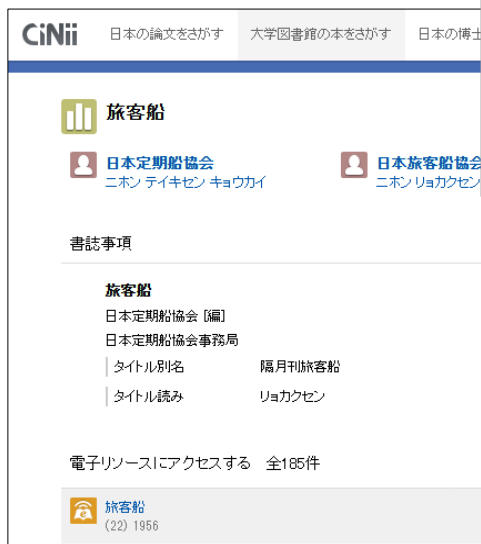 CiNii 日本の論文をさがす 大学図書館の本をさがす 日本の博士
旅客船
日本定期船協会 日本旅客船協会
ニホン テイキセン キョウカイ ニホン リョカクセン
書誌事項
旅客船
日本定期船協会 [編]
日本定期船協会事務局
タイトル別名 隔月刊旅客船
タイトル読み リョカクセン
電子リソースにアクセスする 全185件
旅客船
(22) 1956